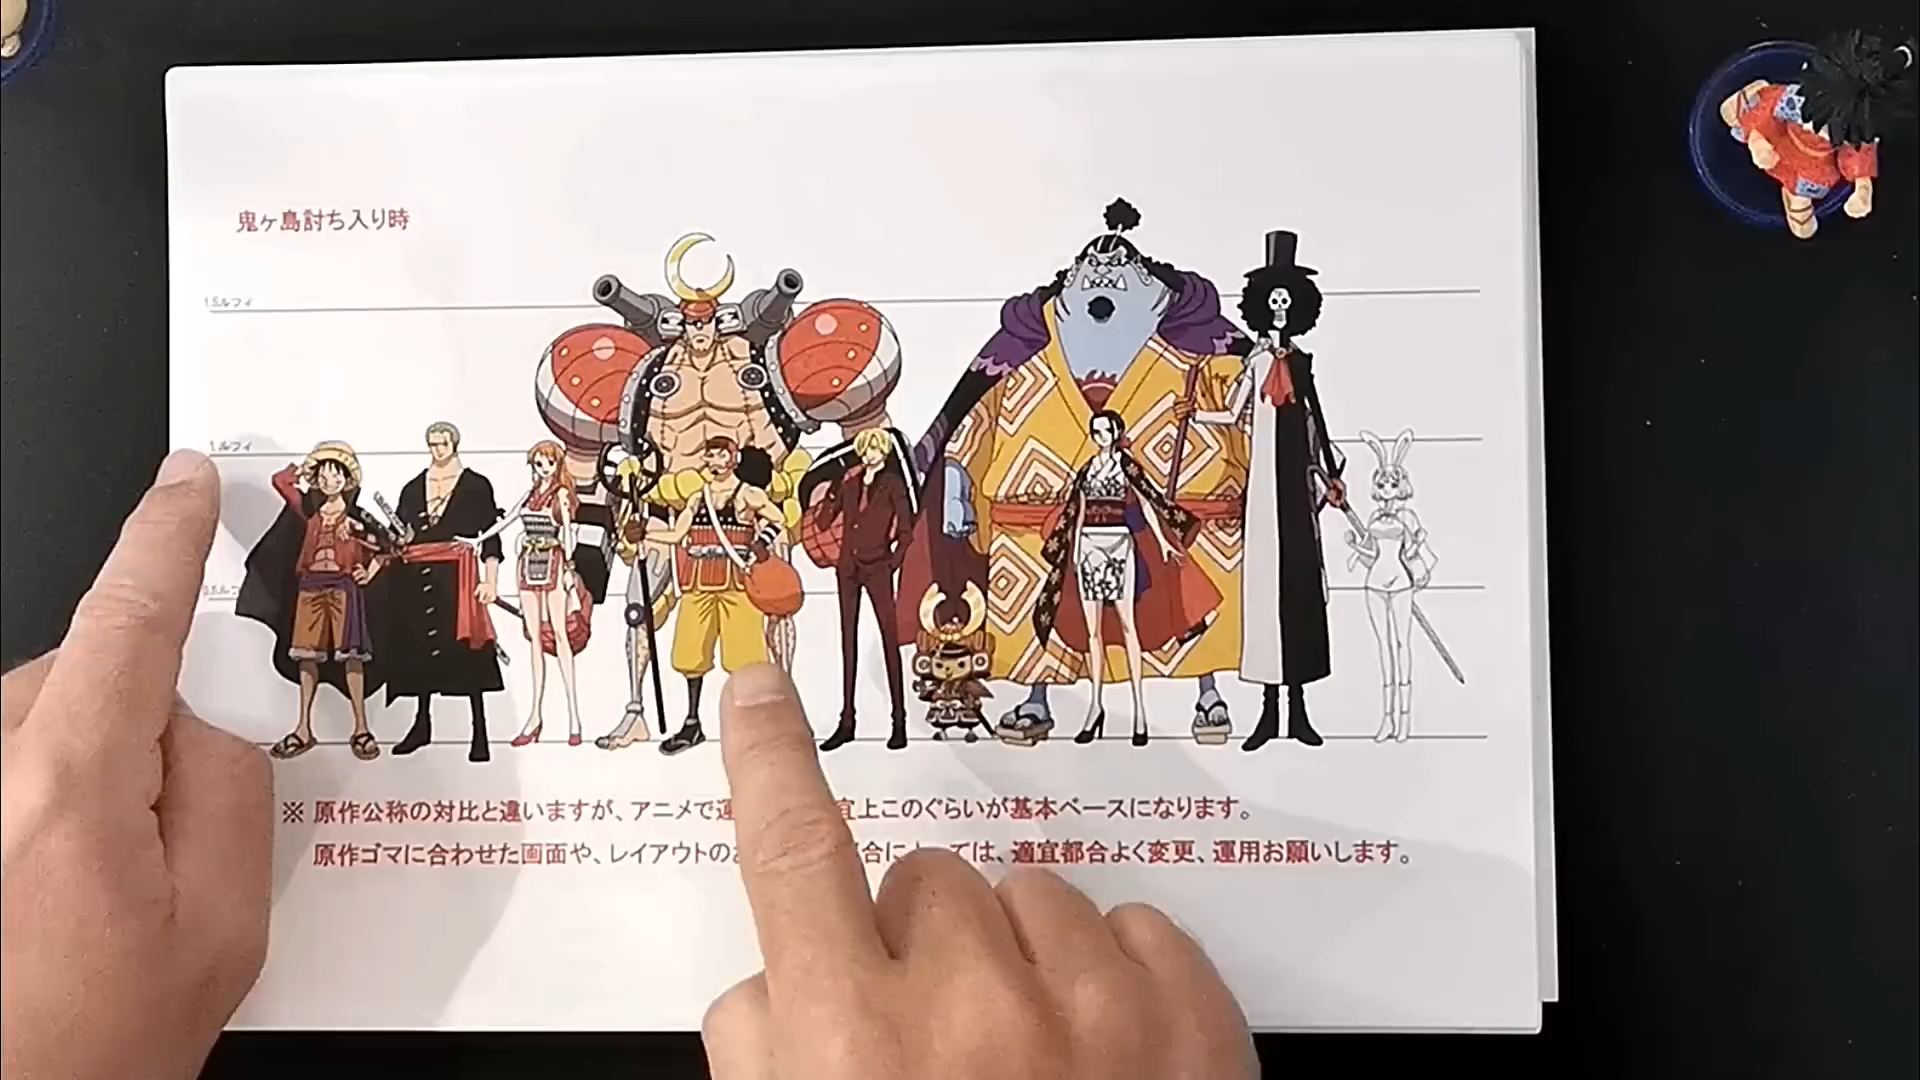 鬼ヶ島討ち入り時
1.5ルフィ
1.ルフィ
0.5ル
※ 原作公称の対比と違いますが、アニメで運 宜上このぐらいが基本ベースになります。
原作ゴマに合わせた画面や、レイアウトの 合に ては、適宜都合よく変更、運用お願いします。